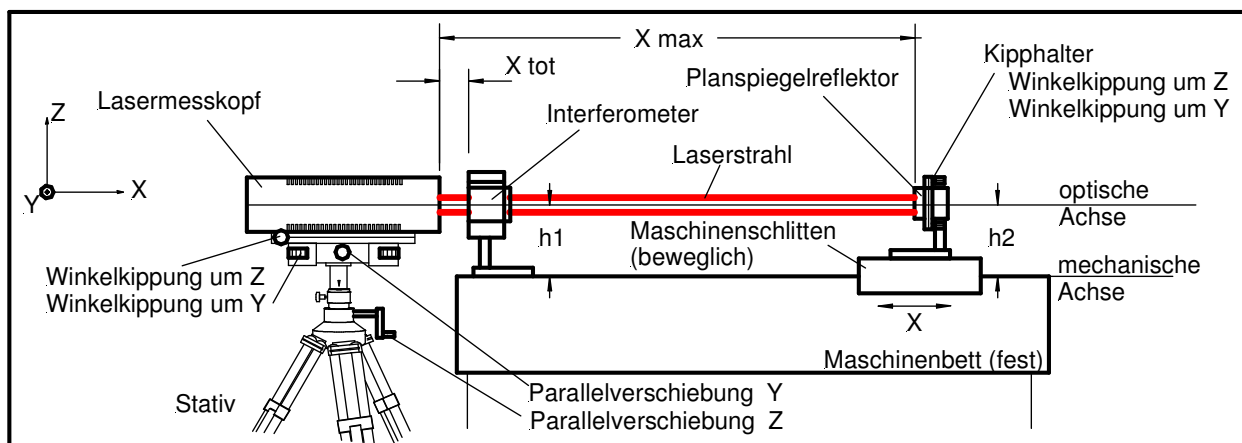 X max
Kipphalter
X tot
Planspiegelreflektor
Winkelkippung um Z
Winkelkippung um Y
Lasermesskopf
Interferometer
Z
Laserstrahl
Y
X
optische
Achse
h1
Maschinenschlitten
(beweglich)
h2
mechanische
Achse
Winkelkippung um Z
Winkelkippung um Y
X
Maschinenbett (fest)
Stativ
Parallelverschiebung Y
Parallelverschiebung Z